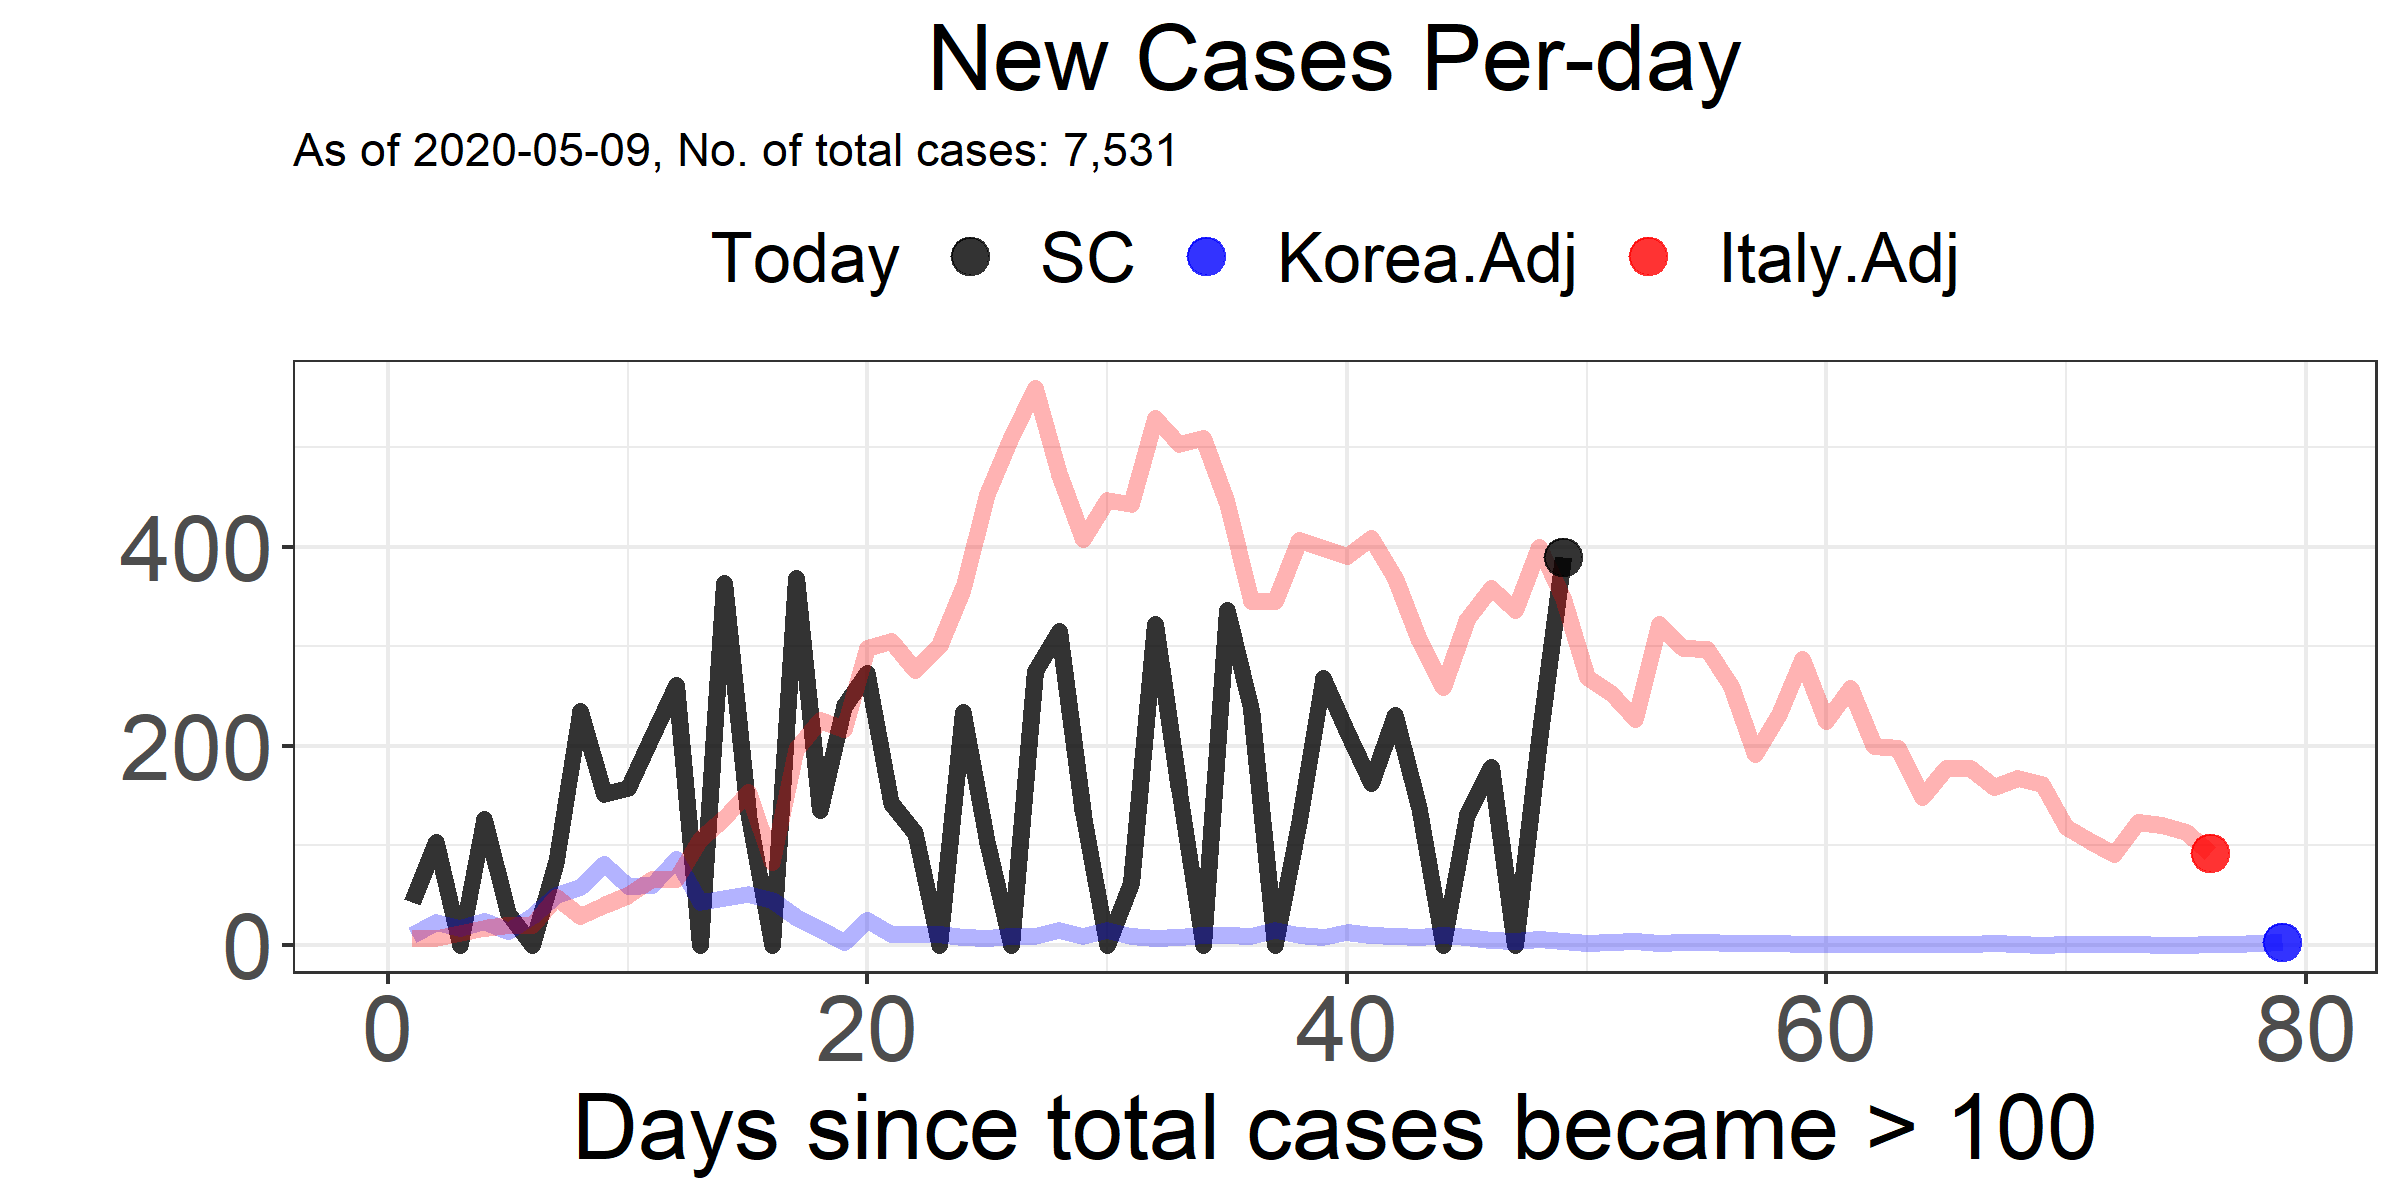 New Cases Per-day
As of 2020-05-09, No. of total cases: 7,531
Today SC Korea.Adj Italy.Adj
400
200
0
0 20 40 60 80
Days since total cases became > 100